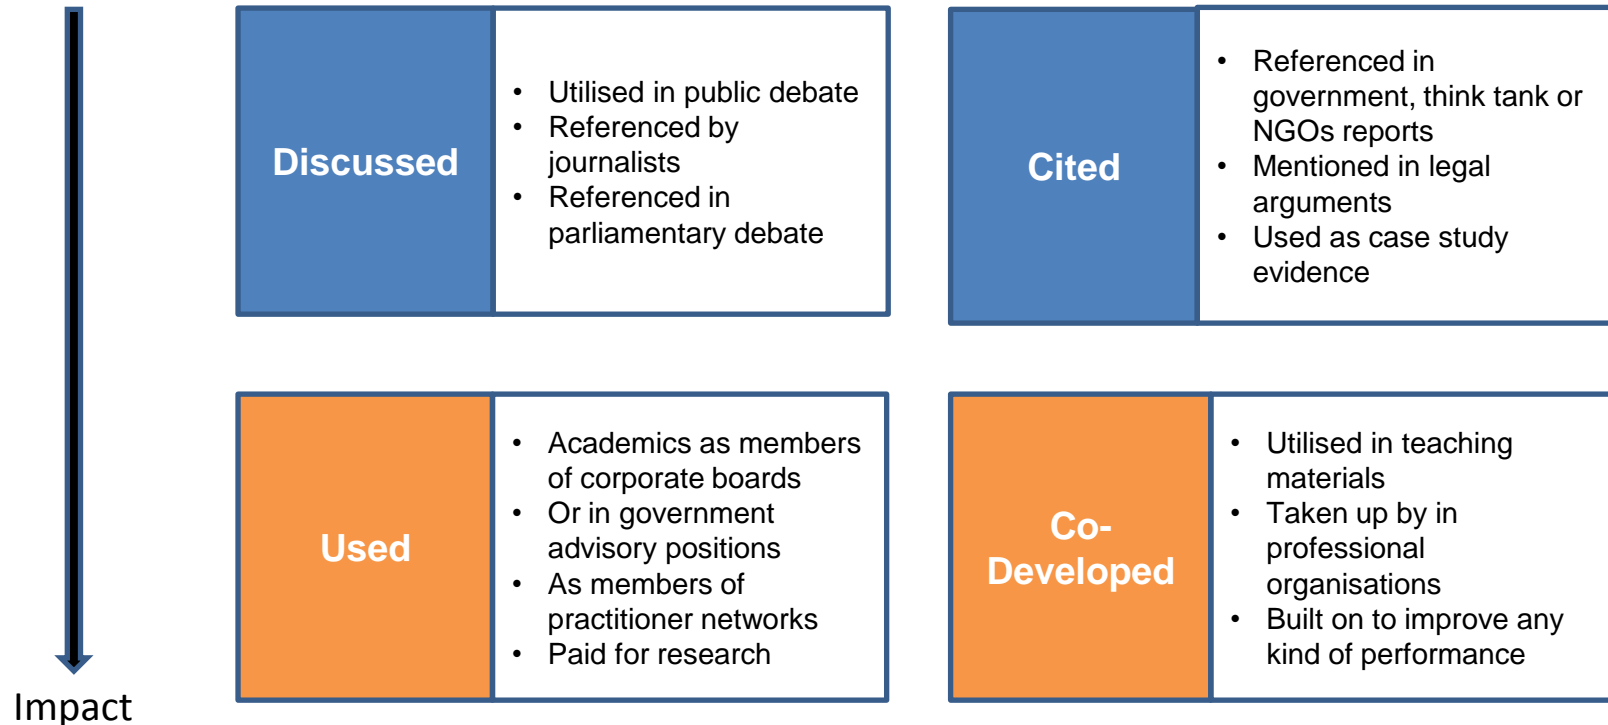 Discussed
• Utilised in public debate
• Referenced by
journalists
• Referenced in
parliamentary debate
Cited
• Referenced in
government, think tank or
NGOs reports
• Mentioned in legal
arguments
• Used as case study
evidence
Used
• Academics as members
of corporate boards
• Or in government
advisory positions
• As members of
practitioner networks
• Paid for research
Co-
Developed
• Utilised in teaching
materials
• Taken up by in
professional
organisations
• Built on to improve any
kind of performance
Impact